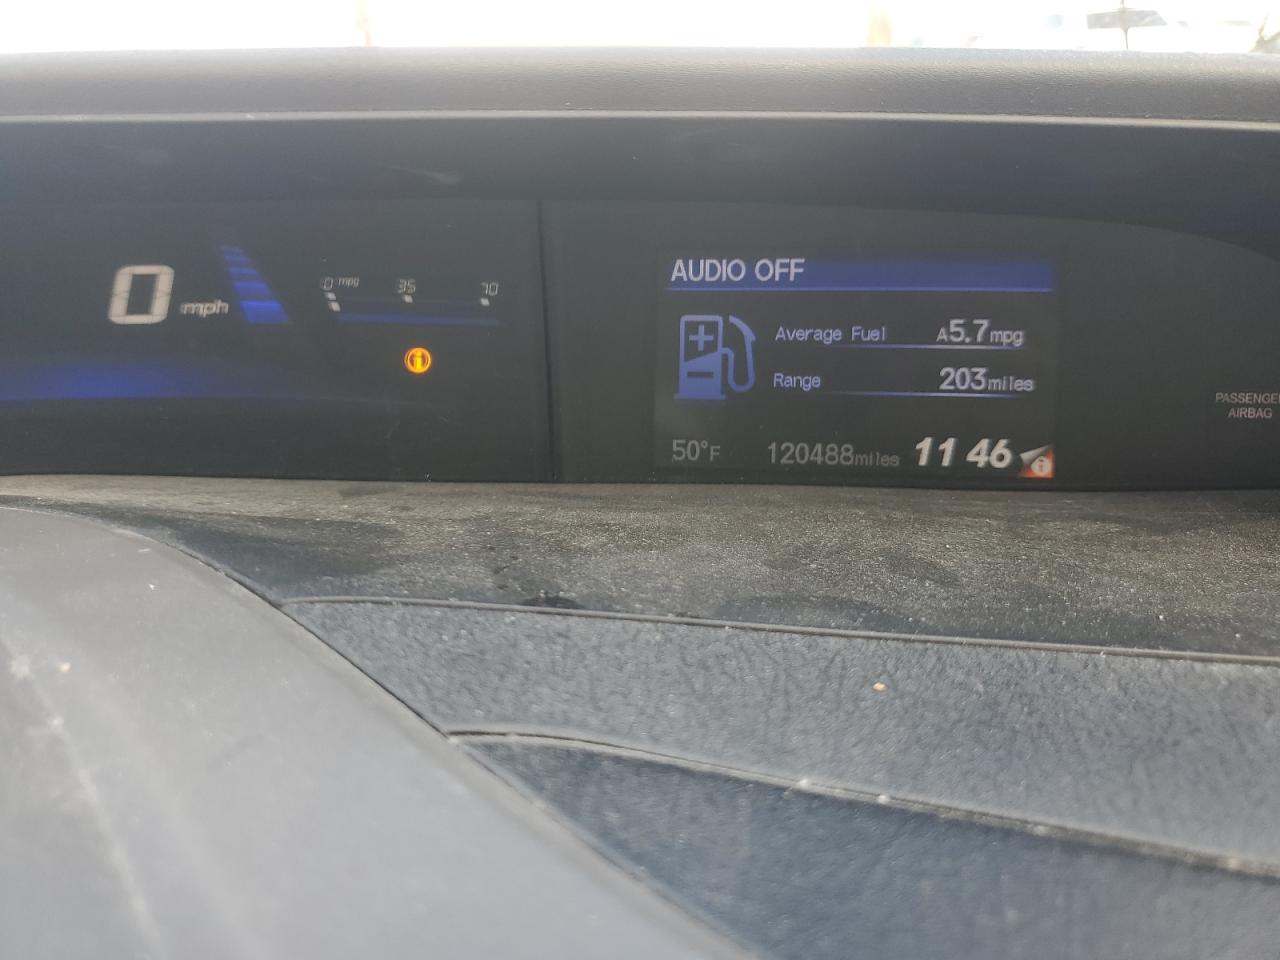 0 mph
0 mpg 35 70
AUDIO OFF
Average Fuel A5.7mpg
Range 203miles
50°F 120488miles 11 46
PASSENGER
AIRBAG